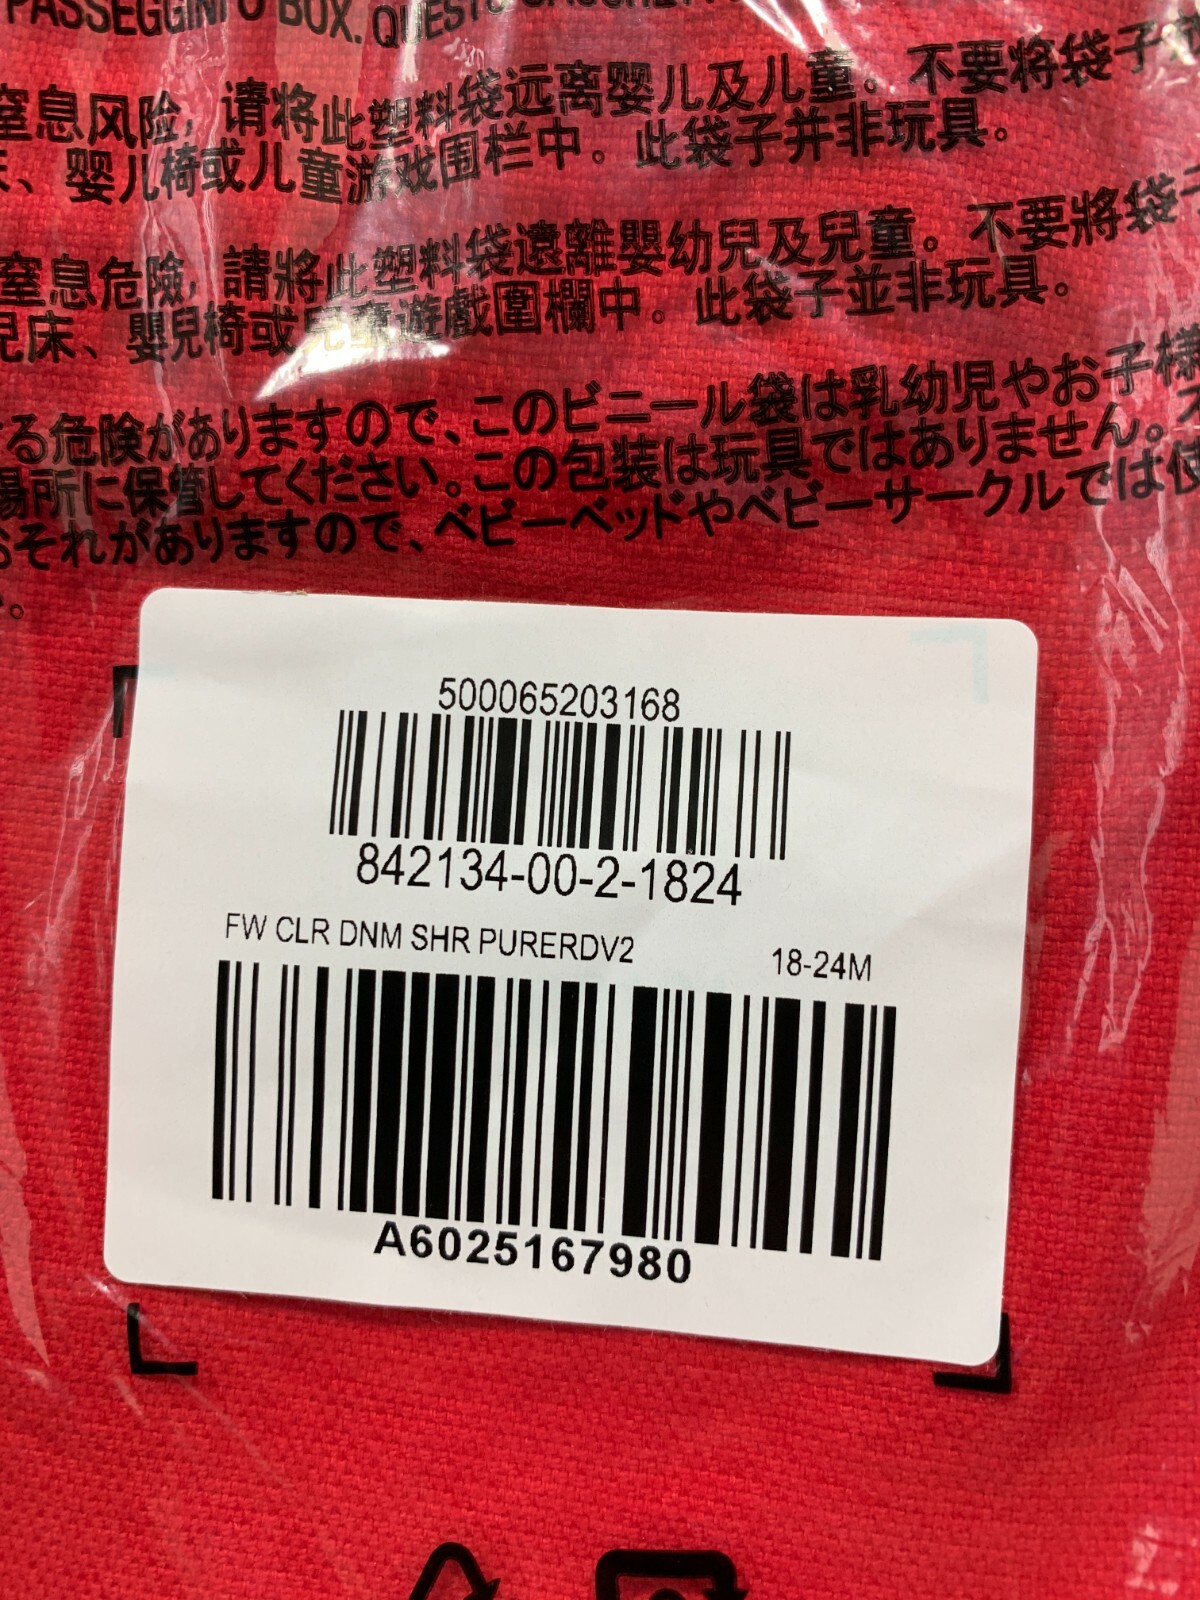 PASSEGGINI O BOX. QUESTO
窒息风险，请将此塑料袋远离婴儿及儿童。不要将袋子
、婴儿椅或儿童游戏围栏中。此袋子并非玩具。
窒息危險，請將此塑料袋遠離嬰幼兒及兒童。不要將袋子
兒床、嬰兒椅或兒童遊戲圍欄中。此袋子並非玩具。
する危険がありますので、このビニール袋は乳幼児やお子様
場所に保管してください。この包装は玩具ではありません。
おそれがありますので、ベビーベッドやベビーサークルでは使
い。
500065203168
842134-00-2-1824
FW CLR DNM SHR PURERDV2 18-24M
A6025167980